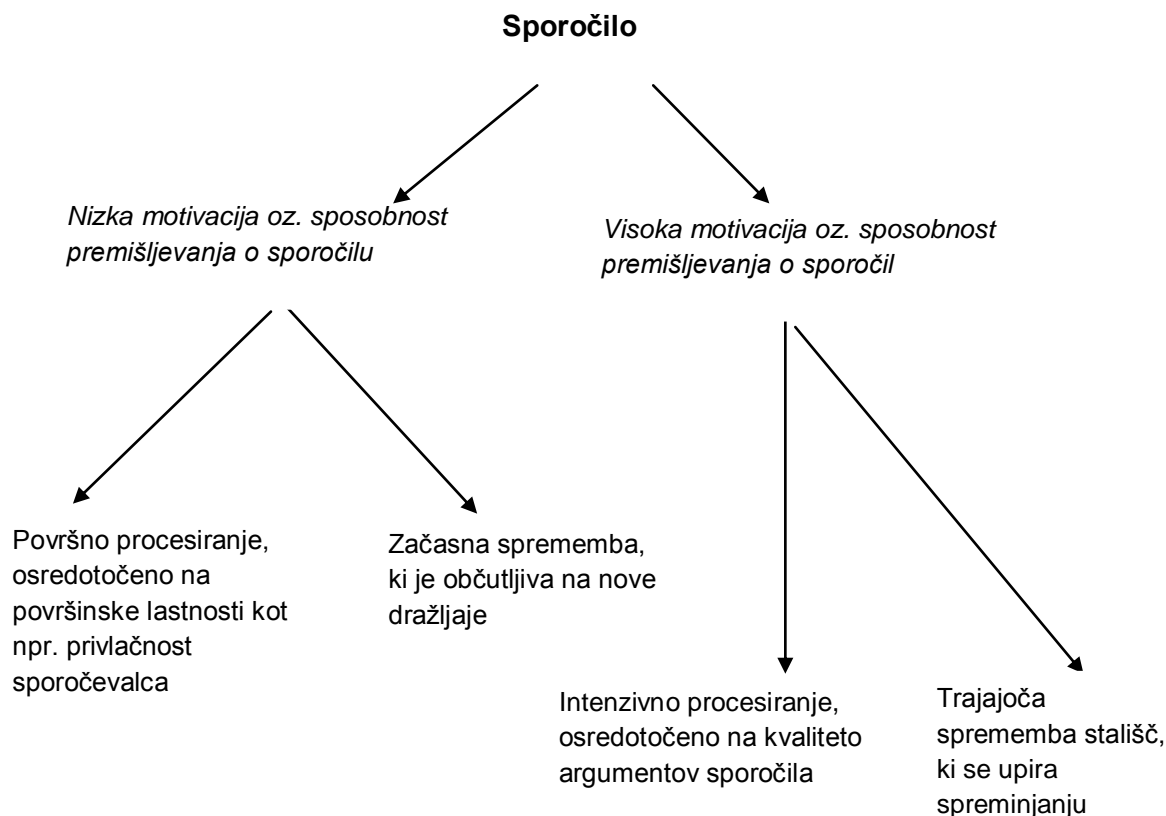 Sporočilo
Nizka motivacija oz. sposobnost
premišljevanja o sporočilu
Visoka motivacija oz. sposobnost
premišljevanja o sporočil
Površno procesiranje,
osredotočeno na
površinske lastnosti kot
npr. privlačnost
sporočevalca
Začasna sprememba,
ki je občutljiva na nove
dražljaje
Intenzivno procesiranje,
osredotočeno na kvaliteto
argumentov sporočila
Trajajoča
sprememba stališč,
ki se upira
spreminjanju